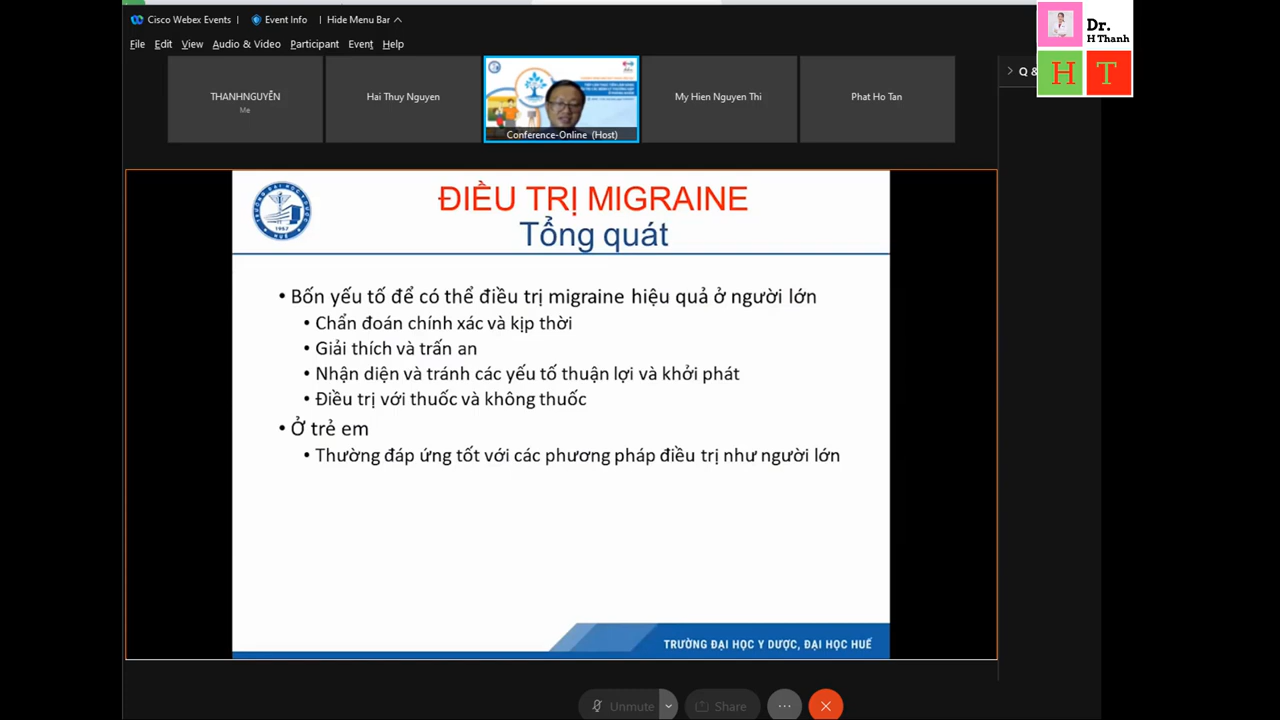 Cisco Webex Events
Event Info
Hide Menu Bar
File Edit View Audio & Video Participant Event Help
Dr.
H Thanh
H T
Q &
THANHNGUYỄN
Me
Hai Thuy Nguyen
Conference-Online (Host)
My Hien Nguyen Thi
Phat Ho Tan
ĐIỀU TRỊ MIGRAINE
Tổng quát
1957
HUẾ
• Bốn yếu tố để có thể điều trị migraine hiệu quả ở người lớn
• Chẩn đoán chính xác và kịp thời
• Giải thích và trấn an
• Nhận diện và tránh các yếu tố thuận lợi và khởi phát
• Điều trị với thuốc và không thuốc
• Ở trẻ em
• Thường đáp ứng tốt với các phương pháp điều trị như người lớn
TRƯỜNG ĐẠI HỌC Y DƯỢC, ĐẠI HỌC HUẾ
Unmute
Share